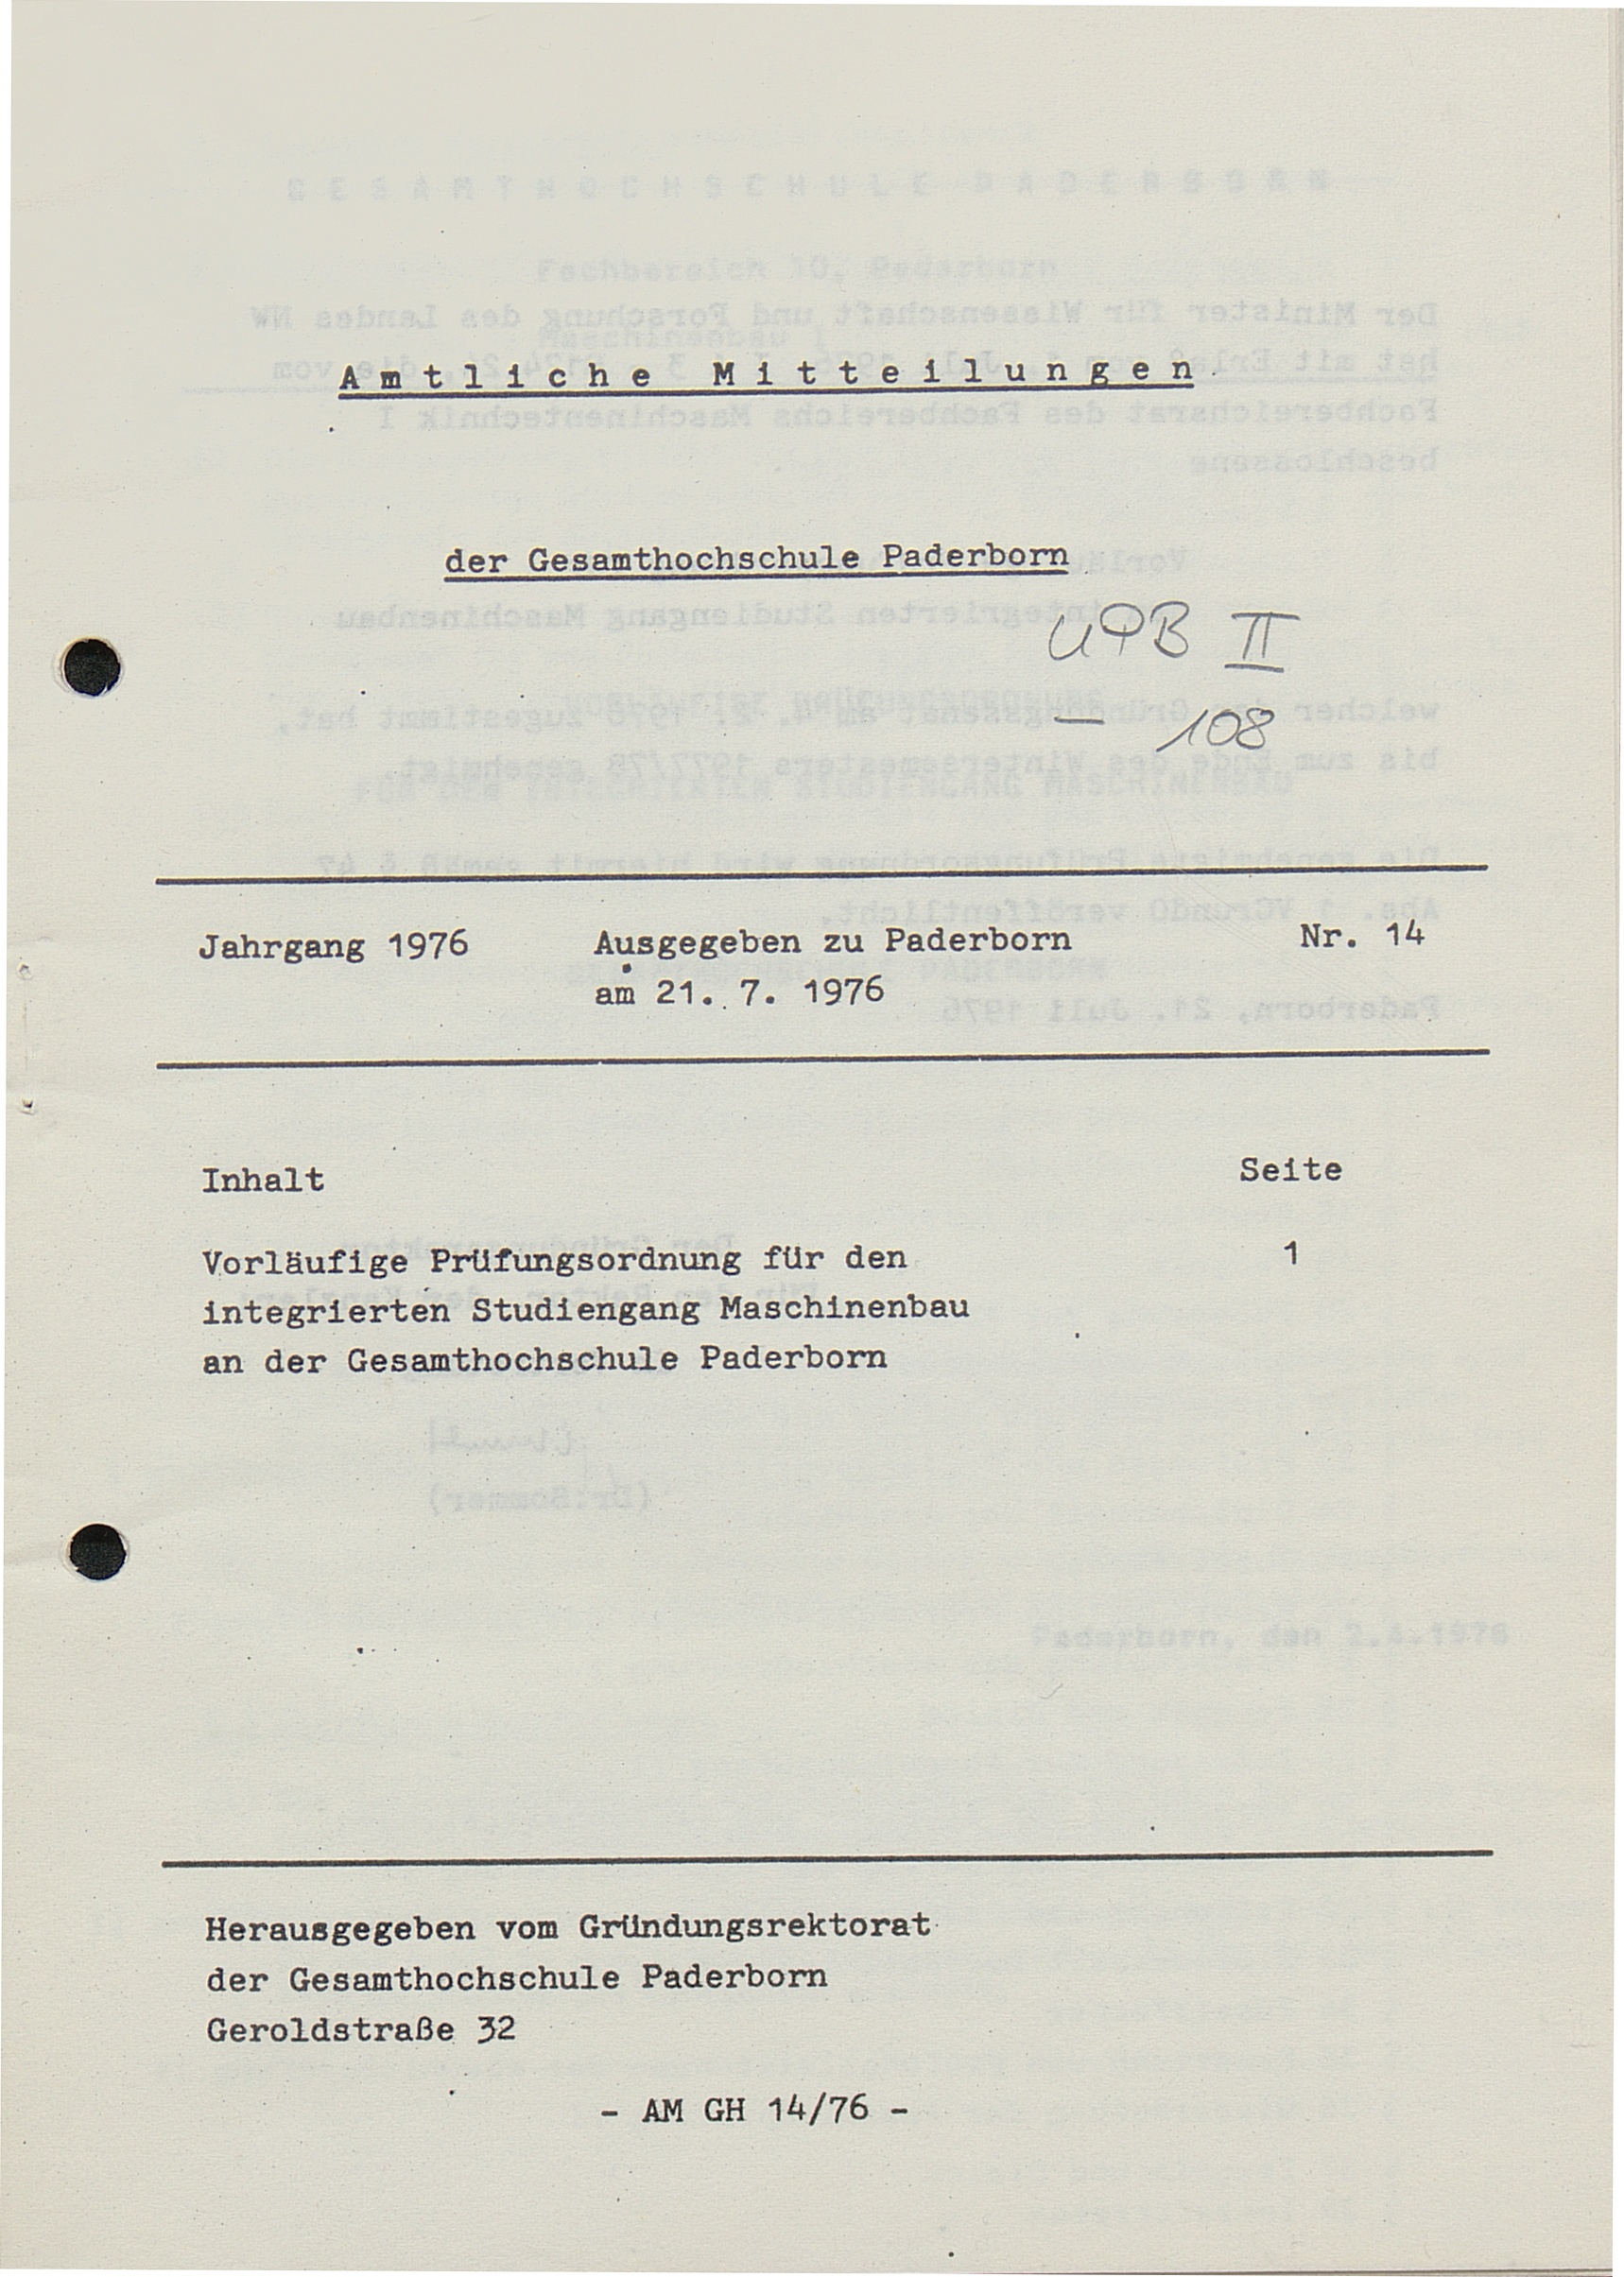 Amtliche Mitteilungen
der Gesamthochschule Paderborn
UPB II
— 108
Jahrgang 1976 Ausgegeben zu Paderborn Nr. 14
am 21. 7. 1976
Inhalt Seite
Vorläufige Prüfungsordnung für den 1
integrierten Studiengang Maschinenbau
an der Gesamthochschule Paderborn
Herausgegeben vom Gründungsrektorat
der Gesamthochschule Paderborn
Geroldstraße 32
- AM GH 14/76 -